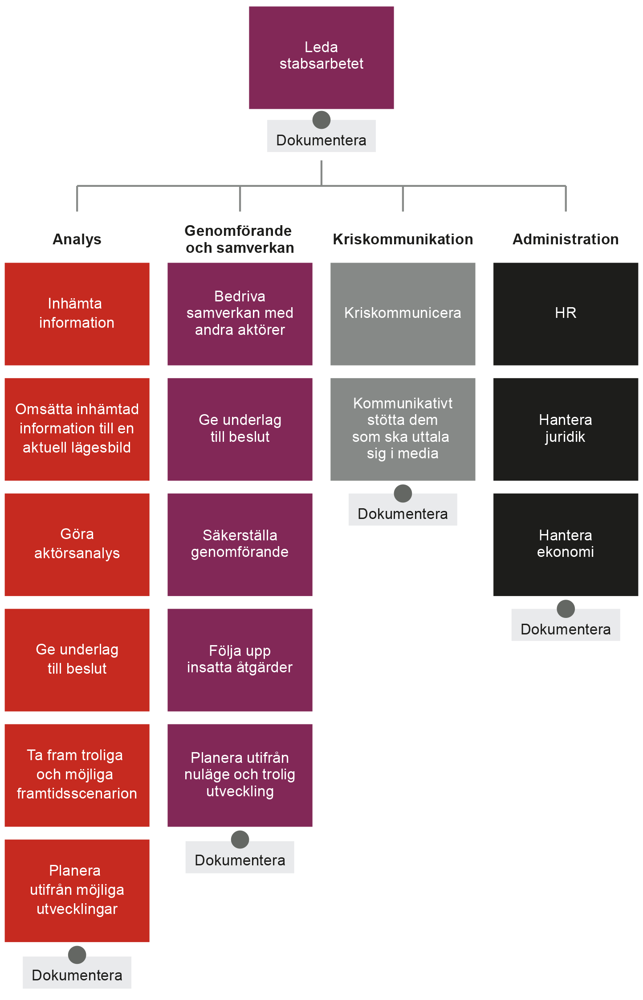 Leda
stabsarbetet
Dokumentera
Analys
Inhämta
information
Omsätta inhämtad
information till en
aktuell lägesbild
Göra
aktörsanalys
Ge underlag
till beslut
Ta fram troliga
och möjliga
framtidsscenarion
Planera
utifrån möjliga
utvecklingar
Dokumentera
Genomförande
och samverkan
Bedriva
samverkan med
andra aktörer
Ge underlag
till beslut
Säkerställa
genomförande
Följa upp
insatta åtgärder
Planera utifrån
nuläge och trolig
utveckling
Dokumentera
Kriskommunikation
Kriskommunicera
Kommunikativt
stötta dem
som ska uttala
sig i media
Dokumentera
Administration
HR
Hantera
juridik
Hantera
ekonomi
Dokumentera